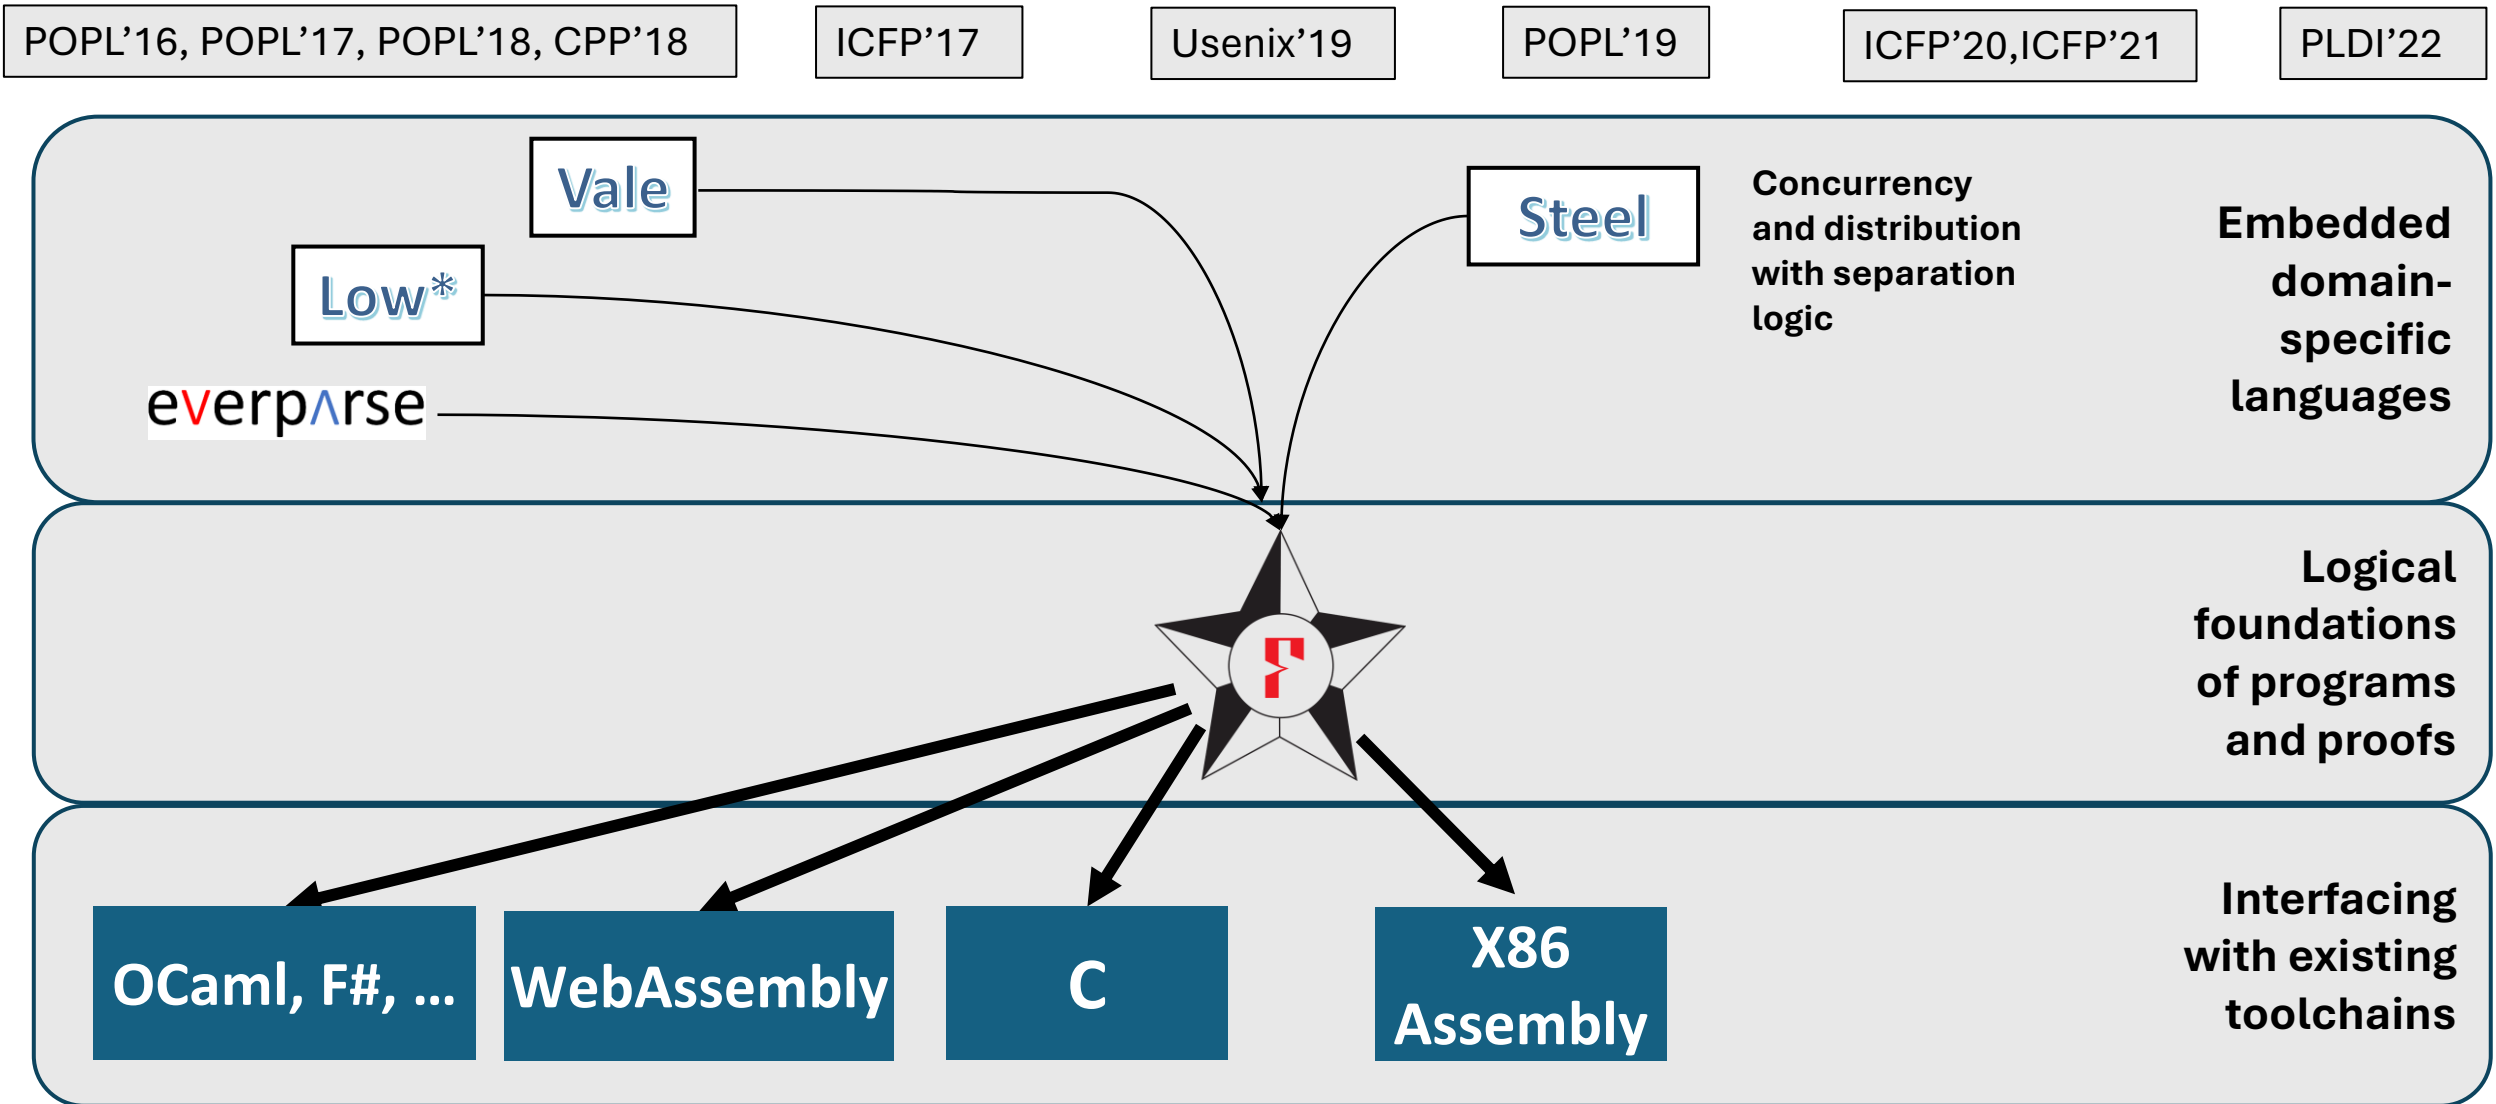 POPL’16, POPL’17, POPL’18, CPP’18
ICFP’17
Usenix’19
POPL’19
ICFP’20,ICFP’21
PLDI’22
Vale
Low*
everparse
Steel
Concurrency
and distribution
with separation
logic
Embedded
domain-
specific
languages
F
Logical
foundations
of programs
and proofs
OCaml, F#, ...
WebAssembly
C
X86
Assembly
Interfacing
with existing
toolchains